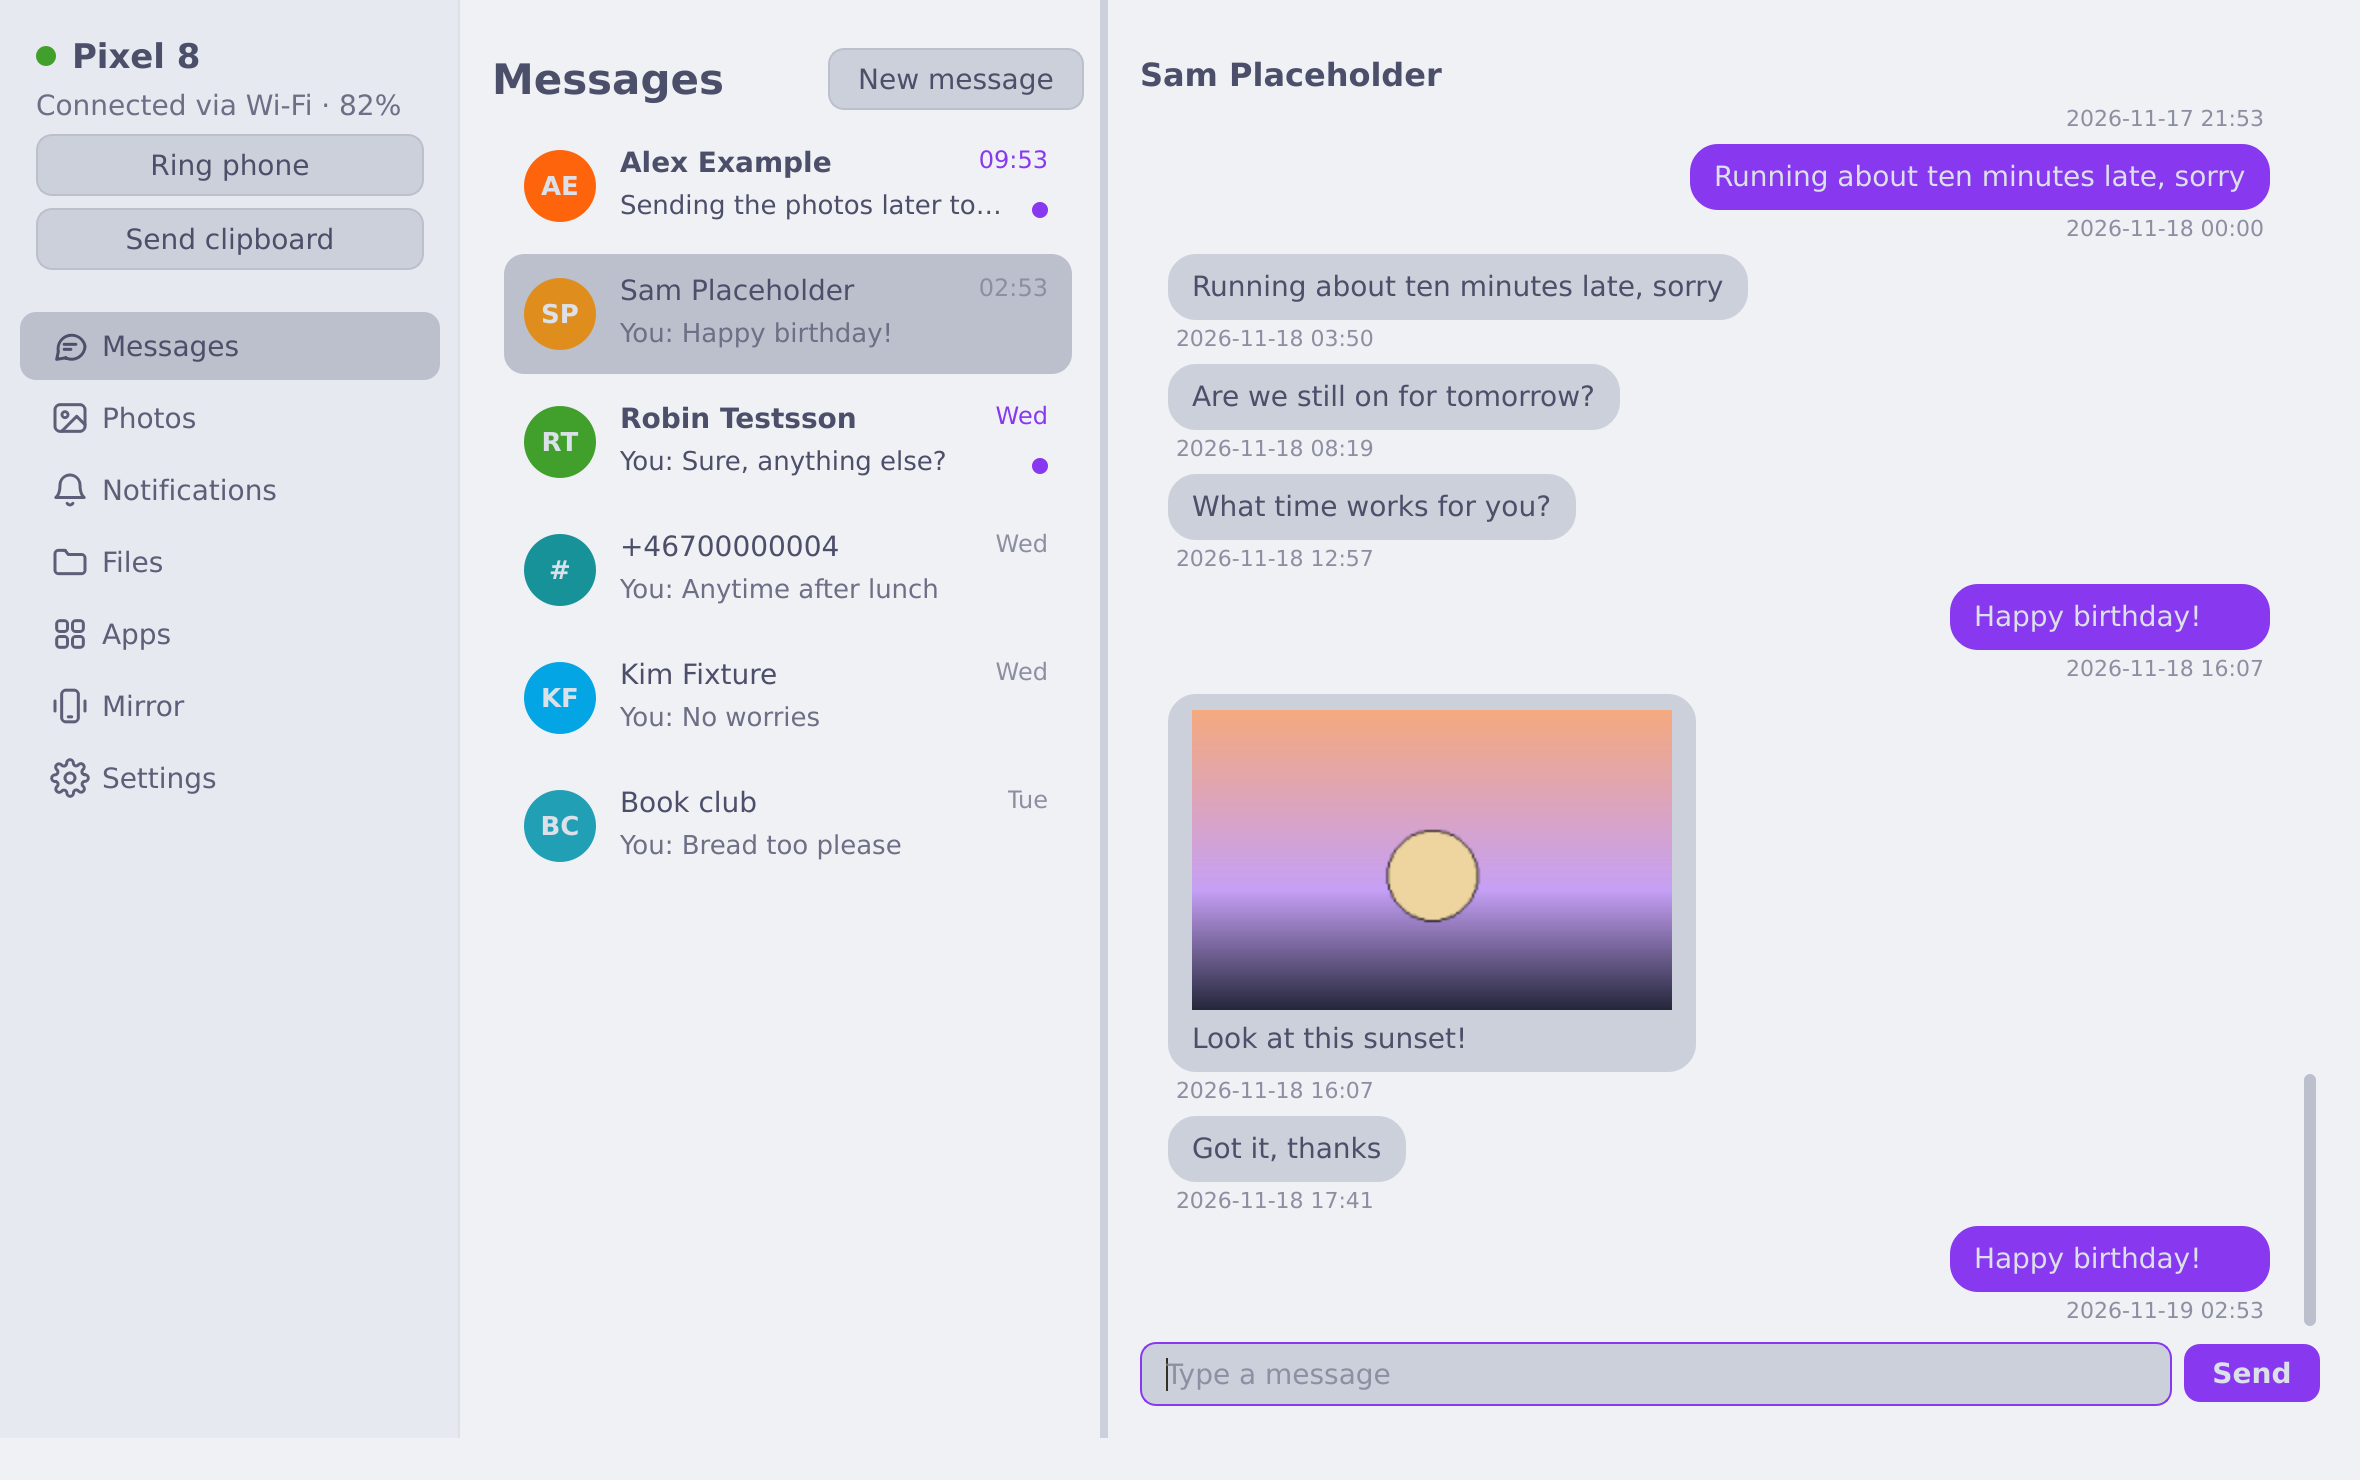 Pixel 8
Connected via Wi-Fi · 82%
Ring phone
Send clipboard
Messages
Photos
Notifications
Files
Apps
Mirror
Settings
Messages
New message
AE
Alex Example
09:53
Sending the photos later to…
SP
Sam Placeholder
02:53
You: Happy birthday!
RT
Robin Testsson
Wed
You: Sure, anything else?
#
+46700000004
Wed
You: Anytime after lunch
KF
Kim Fixture
Wed
You: No worries
BC
Book club
Tue
You: Bread too please
Sam Placeholder
2026-11-17 21:53
Running about ten minutes late, sorry
2026-11-18 00:00
Running about ten minutes late, sorry
2026-11-18 03:50
Are we still on for tomorrow?
2026-11-18 08:19
What time works for you?
2026-11-18 12:57
Happy birthday!
2026-11-18 16:07
Look at this sunset!
2026-11-18 16:07
Got it, thanks
2026-11-18 17:41
Happy birthday!
2026-11-19 02:53
Type a message
Send